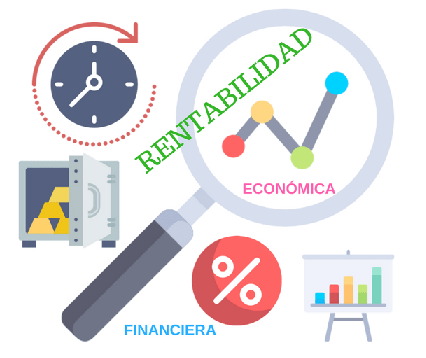 RENTABILIDAD
ECONÓMICA
%
FINANCIERA